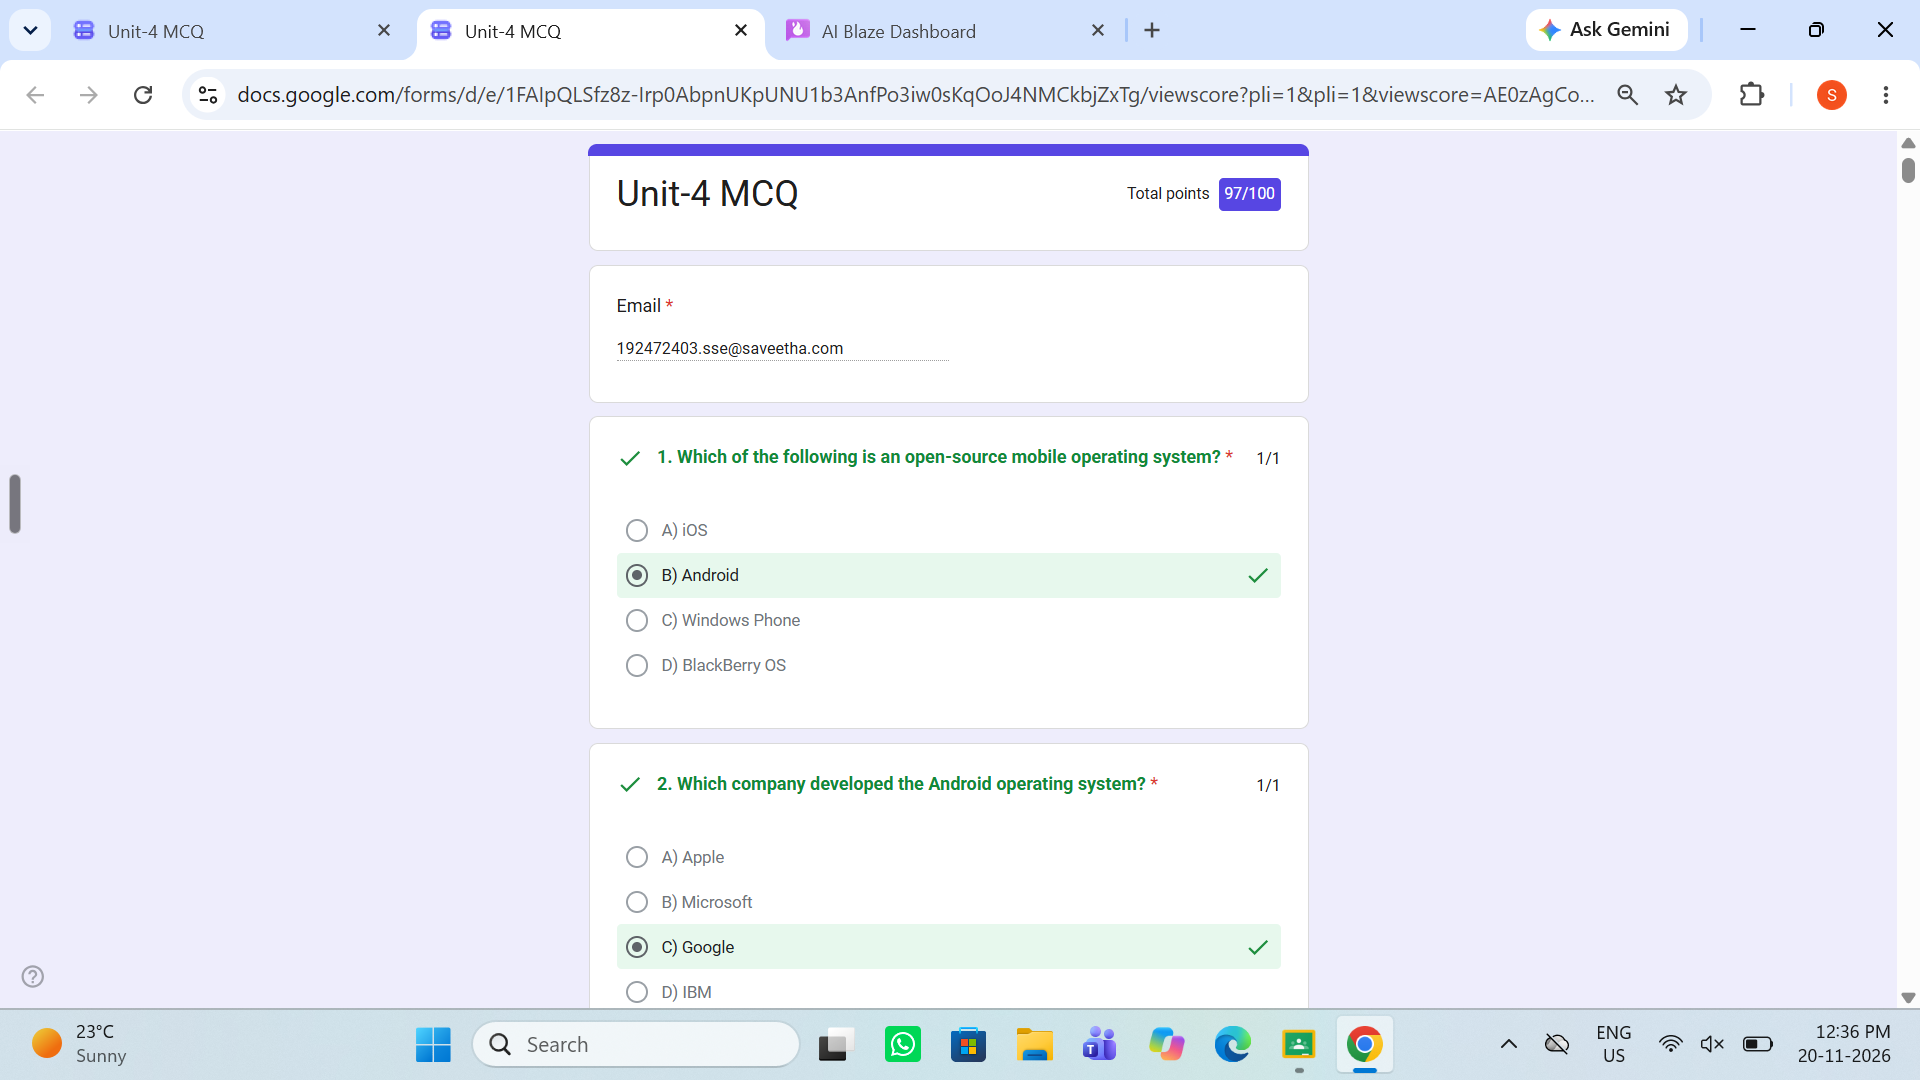 Unit-4 MCQ
Unit-4 MCQ
AI Blaze Dashboard
Ask Gemini
docs.google.com/forms/d/e/1FAIpQLSfz8z-Irp0AbpnUKpUNU1b3AnfPo3iw0sKqOoJ4NMCkbjZxTg/viewscore?pli=1&pli=1&viewscore=AE0zAgCo...
S
Unit-4 MCQ
Total points 97/100
Email *
192472403.sse@saveetha.com
1. Which of the following is an open-source mobile operating system? * 1/1
A) iOS
B) Android
C) Windows Phone
D) BlackBerry OS
2. Which company developed the Android operating system? * 1/1
A) Apple
B) Microsoft
C) Google
D) IBM
23°C
Sunny
Search
T
ENG
US
12:36 PM
20-11-2026